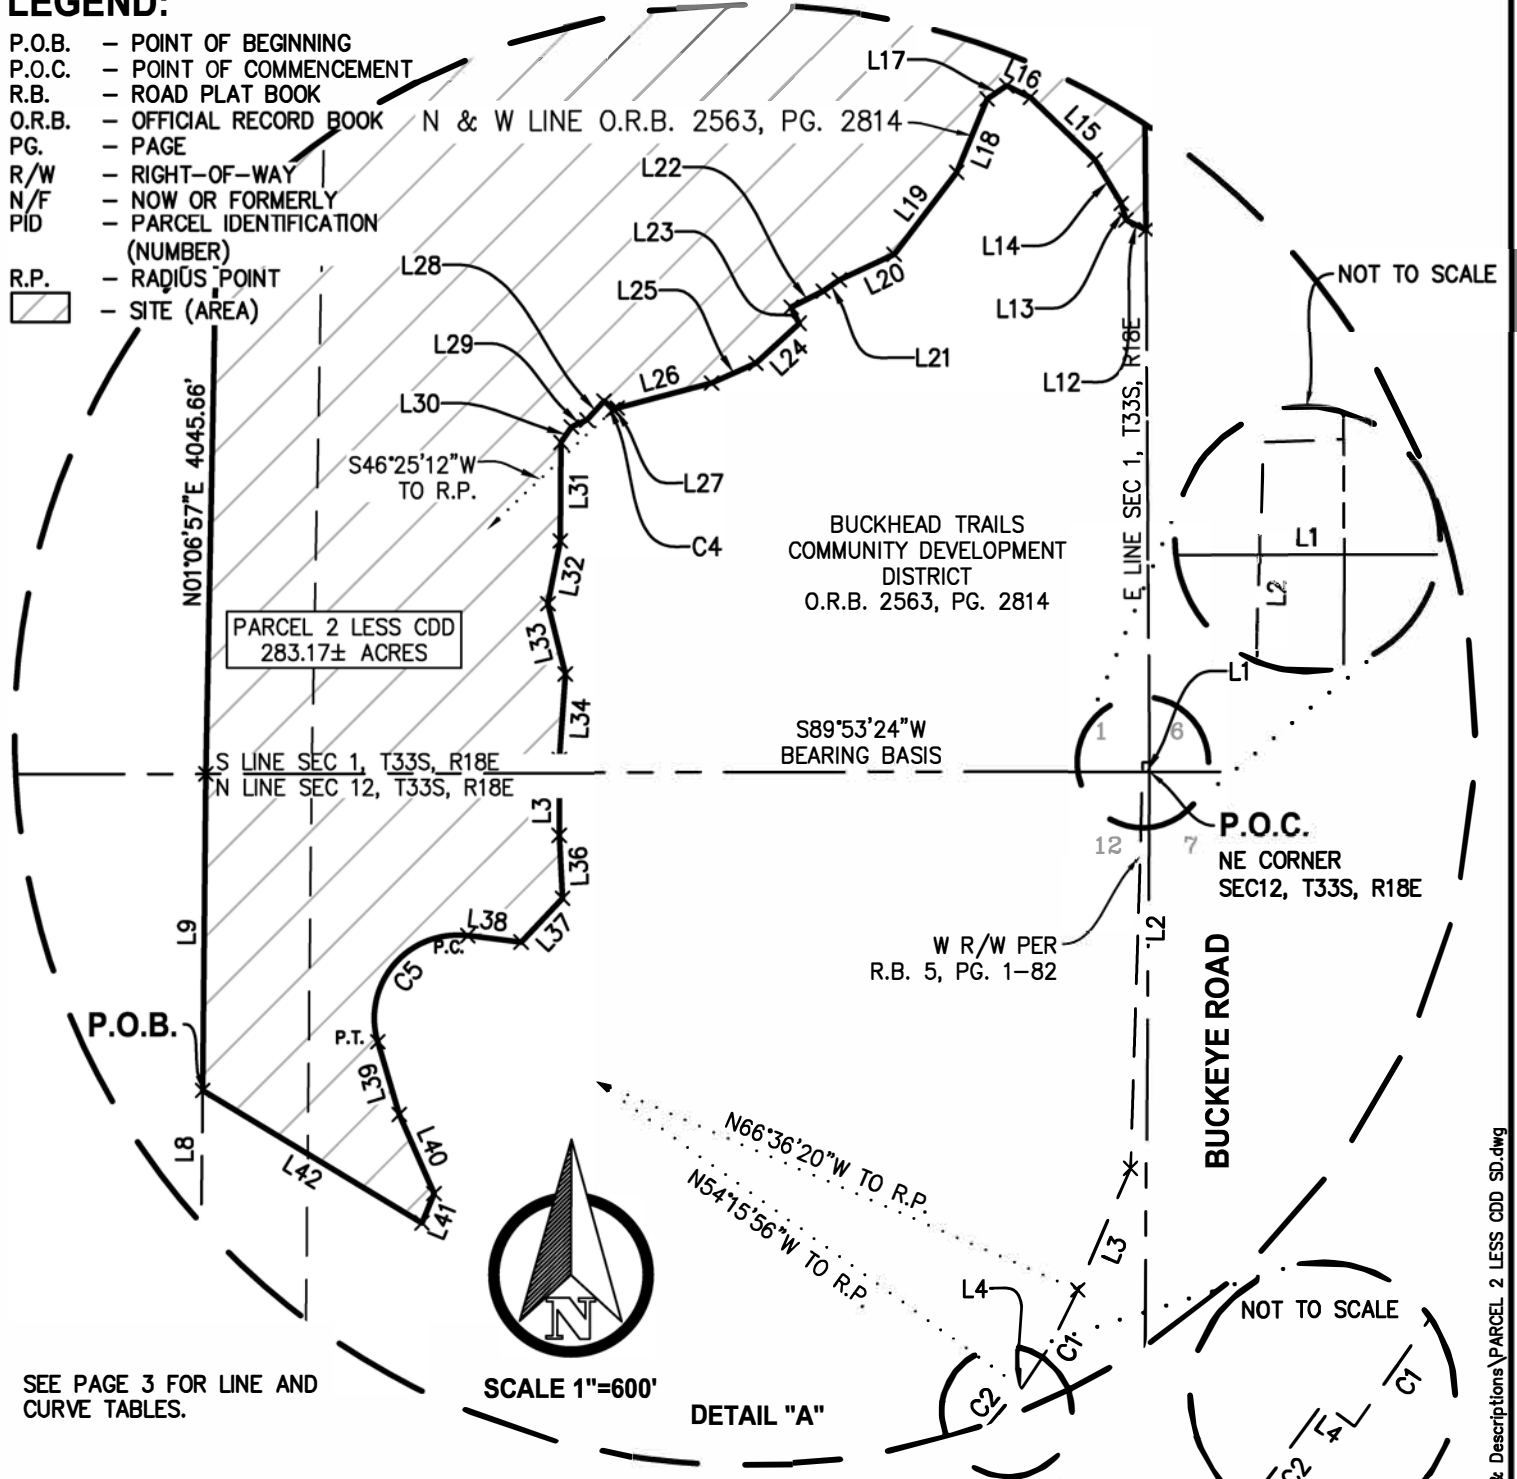 LEGEND:
P.O.B. – POINT OF BEGINNING
P.O.C. – POINT OF COMMENCEMENT
R.B. – ROAD PLAT BOOK
O.R.B. – OFFICIAL RECORD BOOK
PG. – PAGE
R/W – RIGHT-OF-WAY
N/F – NOW OR FORMERLY
PID – PARCEL IDENTIFICATION
(NUMBER)
R.P. – RADIUS POINT
– SITE (AREA)
N & W LINE O.R.B. 2563, PG. 2814
L17
L16
L15
L18
L22
L19
L14
L23
L20
L28
L25
L13
NOT TO SCALE
L21
L24
L29
L26
L12
L30
S46°25'12"W
TO R.P.
L31
L27
C4
N01°06'57"E 4045.66'
E LINE SEC 1, T33S, R18E
BUCKHEAD TRAILS
COMMUNITY DEVELOPMENT
DISTRICT
O.R.B. 2563, PG. 2814
L1
L2
L32
L33
PARCEL 2 LESS CDD
283.17± ACRES
L34
L1
1
6
S89°53'24"W
BEARING BASIS
S LINE SEC 1, T33S, R18E
N LINE SEC 12, T33S, R18E
L3
12
7
P.O.C.
NE CORNER
SEC12, T33S, R18E
L36
L37
L38
P.C.
C5
L9
W R/W PER
R.B. 5, PG. 1-82
L2
BUCKEYE ROAD
P.O.B.
P.T.
L39
L8
L40
L42
L41
N66°36'20"W TO R.P.
N54°15'56"W TO R.P.
L3
L4
C1
C2
NOT TO SCALE
C1
L4
C2
N
SCALE 1"=600'
DETAIL "A"
SEE PAGE 3 FOR LINE AND
CURVE TABLES.
& Descriptions\PARCEL 2 LESS CDD SD.dwg